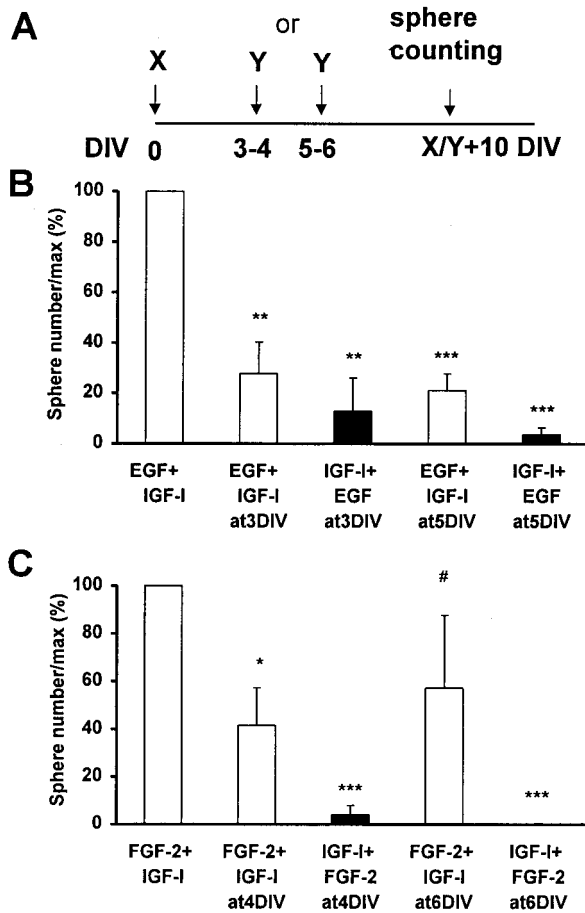 A
or
sphere
counting
X
Y
Y
DIV
0
3-4
5-6
X/Y+10 DIV
B
Sphere number/max (%)
100
80
60
40
20
0
**
**
***
***
EGF+
IGF-I
EGF+
IGF-I
at3DIV
IGF-I+
EGF
at3DIV
EGF+
IGF-I
at5DIV
IGF-I+
EGF
at5DIV
C
Sphere number/max (%)
100
80
60
40
20
0
*
***
#
***
FGF-2+
IGF-I
FGF-2+
IGF-I
at4DIV
IGF-I+
FGF-2
at4DIV
FGF-2+
IGF-I
at6DIV
IGF-I+
FGF-2
at6DIV